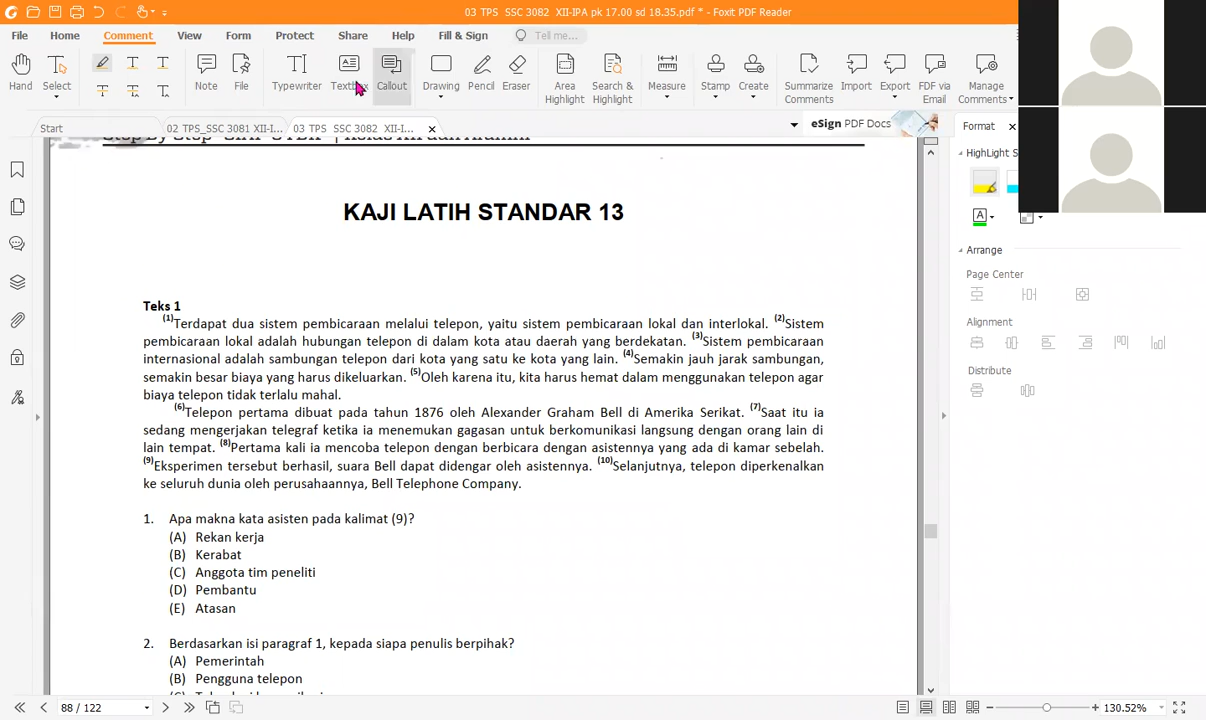 03 TPS SSC 3082 XII-IPA pk 17.00 sd 18.35.pdf * - Foxit PDF Reader
File Home Comment View Form Protect Share Help Fill & Sign Tell me...
Hand Select Note File Typewriter Textbox Callout Drawing Pencil Eraser Area Highlight Search & Highlight Measure Stamp Create Summarize Comments Import Export PDF via Email Manage Comments
Start 02 TPS_SSC 3081 XII-I... 03 TPS SSC 3082 XII-I... eSign PDF Docs Format
HighLight S
Arrange
Page Center
Alignment
Distribute
KAJI LATIH STANDAR 13
Teks 1
(1)Terdapat dua sistem pembicaraan melalui telepon, yaitu sistem pembicaraan lokal dan interlokal. (2)Sistem
pembicaraan lokal adalah hubungan telepon di dalam kota atau daerah yang berdekatan. (3)Sistem pembicaraan
internasional adalah sambungan telepon dari kota yang satu ke kota yang lain. (4)Semakin jauh jarak sambungan,
semakin besar biaya yang harus dikeluarkan. (5)Oleh karena itu, kita harus hemat dalam menggunakan telepon agar
biaya telepon tidak terlalu mahal.
(6)Telepon pertama dibuat pada tahun 1876 oleh Alexander Graham Bell di Amerika Serikat. (7)Saat itu ia
sedang mengerjakan telegraf ketika ia menemukan gagasan untuk berkomunikasi langsung dengan orang lain di
lain tempat. (8)Pertama kali ia mencoba telepon dengan berbicara dengan asistennya yang ada di kamar sebelah.
(9)Eksperimen tersebut berhasil, suara Bell dapat didengar oleh asistennya. (10)Selanjutnya, telepon diperkenalkan
ke seluruh dunia oleh perusahaannya, Bell Telephone Company.
1. Apa makna kata asisten pada kalimat (9)?
(A) Rekan kerja
(B) Kerabat
(C) Anggota tim peneliti
(D) Pembantu
(E) Atasan
2. Berdasarkan isi paragraf 1, kepada siapa penulis berpihak?
(A) Pemerintah
(B) Pengguna telepon
88 / 122
130.52%